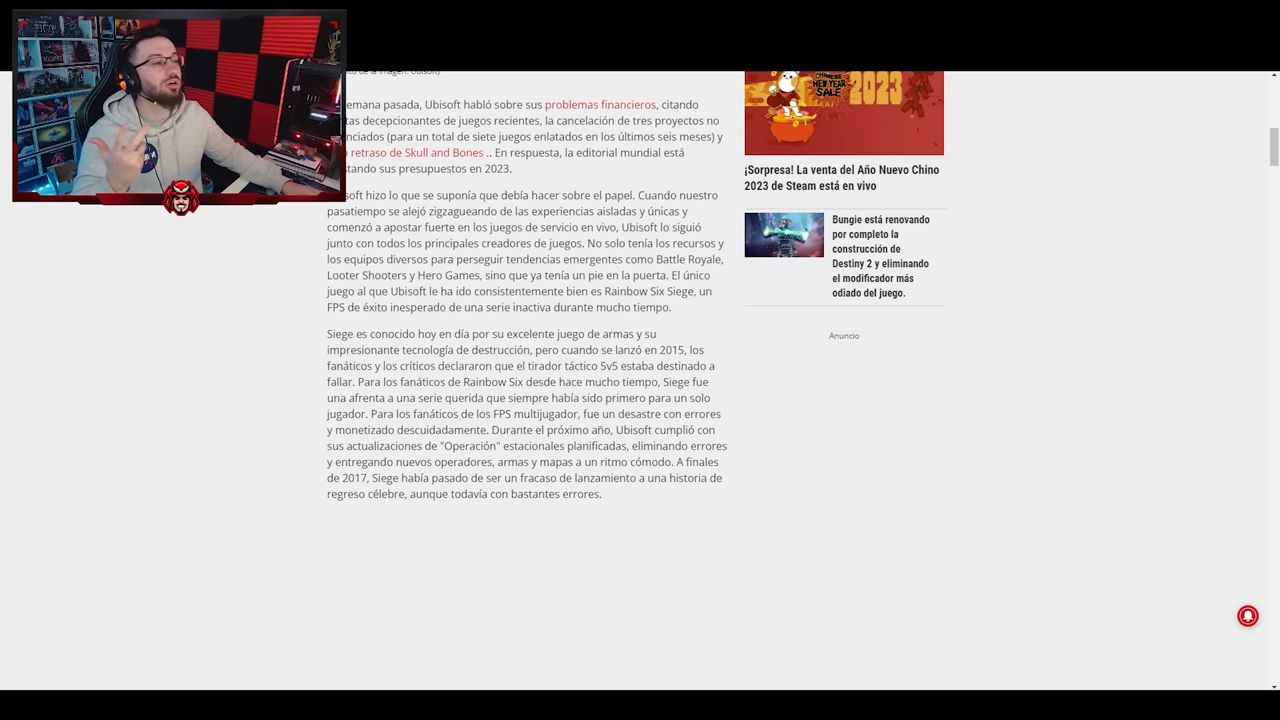 to de la imagen: Ubisoft)
emana pasada, Ubisoft habló sobre sus problemas financieros, citando
tas decepcionantes de juegos recientes, la cancelación de tres proyectos no
nciados (para un total de siete juegos enlatados en los últimos seis meses) y
retraso de Skull and Bones .. En respuesta, la editorial mundial está
stando sus presupuestos en 2023.
soft hizo lo que se suponía que debía hacer sobre el papel. Cuando nuestro
pasatiempo se alejó zigzagueando de las experiencias aisladas y únicas y
comenzó a apostar fuerte en los juegos de servicio en vivo, Ubisoft lo siguió
junto con todos los principales creadores de juegos. No solo tenía los recursos y
los equipos diversos para perseguir tendencias emergentes como Battle Royale,
Looter Shooters y Hero Games, sino que ya tenía un pie en la puerta. El único
juego al que Ubisoft le ha ido consistentemente bien es Rainbow Six Siege, un
FPS de éxito inesperado de una serie inactiva durante mucho tiempo.
Siege es conocido hoy en día por su excelente juego de armas y su
impresionante tecnología de destrucción, pero cuando se lanzó en 2015, los
fanáticos y los críticos declararon que el tirador táctico 5v5 estaba destinado a
fallar. Para los fanáticos de Rainbow Six desde hace mucho tiempo, Siege fue
una afrenta a una serie querida que siempre había sido primero para un solo
jugador. Para los fanáticos de los FPS multijugador, fue un desastre con errores
y monetizado descuidadamente. Durante el próximo año, Ubisoft cumplió con
sus actualizaciones de "Operación" estacionales planificadas, eliminando errores
y entregando nuevos operadores, armas y mapas a un ritmo cómodo. A finales
de 2017, Siege había pasado de ser un fracaso de lanzamiento a una historia de
regreso célebre, aunque todavía con bastantes errores.
CHINESE
NEW YEAR
SALE
2023
¡Sorpresa! La venta del Año Nuevo Chino
2023 de Steam está en vivo
Bungie está renovando
por completo la
construcción de
Destiny 2 y eliminando
el modificador más
odiado del juego.
Anuncio